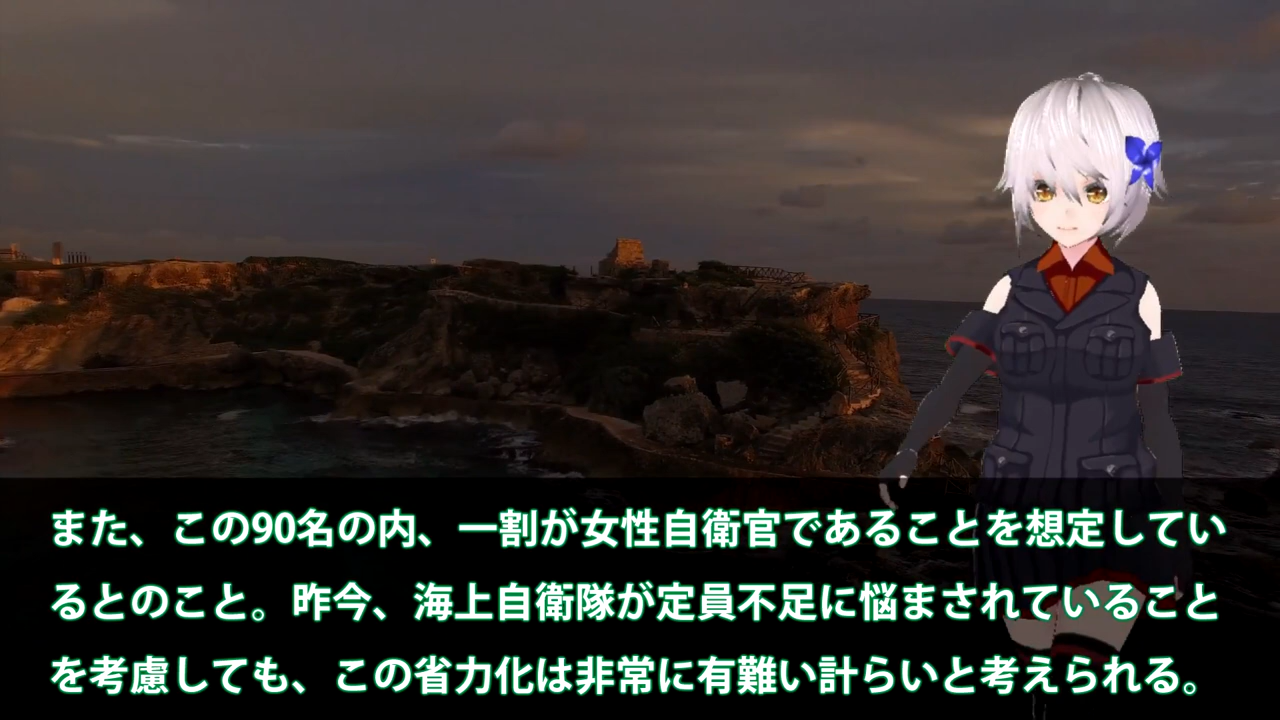 また、この90名の内、一割が女性自衛官であることを想定してい
るとのこと。昨今、海上自衛隊が定員不足に悩まされていること
を考慮しても、この省力化は非常に有難い計らいと考えられる。